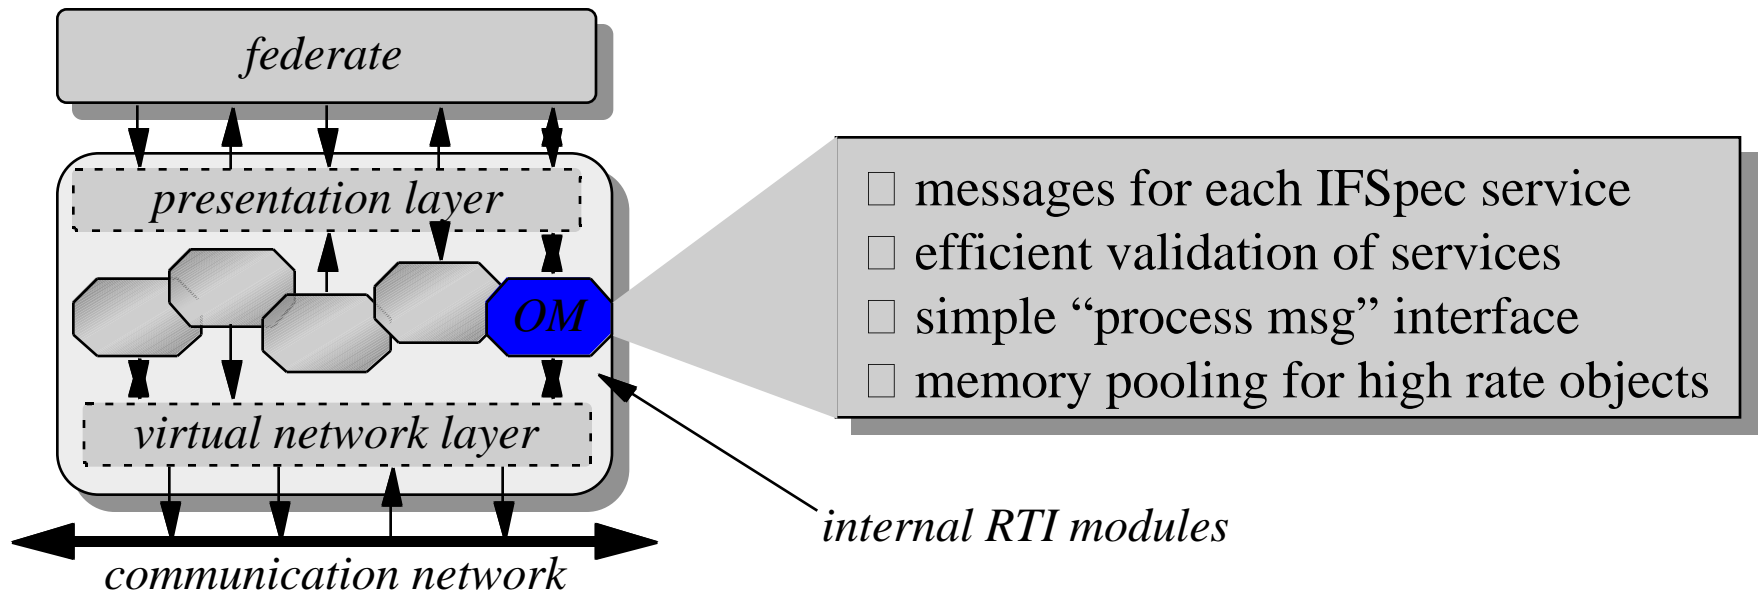 federate
presentation layer
OM
virtual network layer
communication network
internal RTI modules
□ messages for each IFSpec service
□ efficient validation of services
□ simple “process msg” interface
□ memory pooling for high rate objects